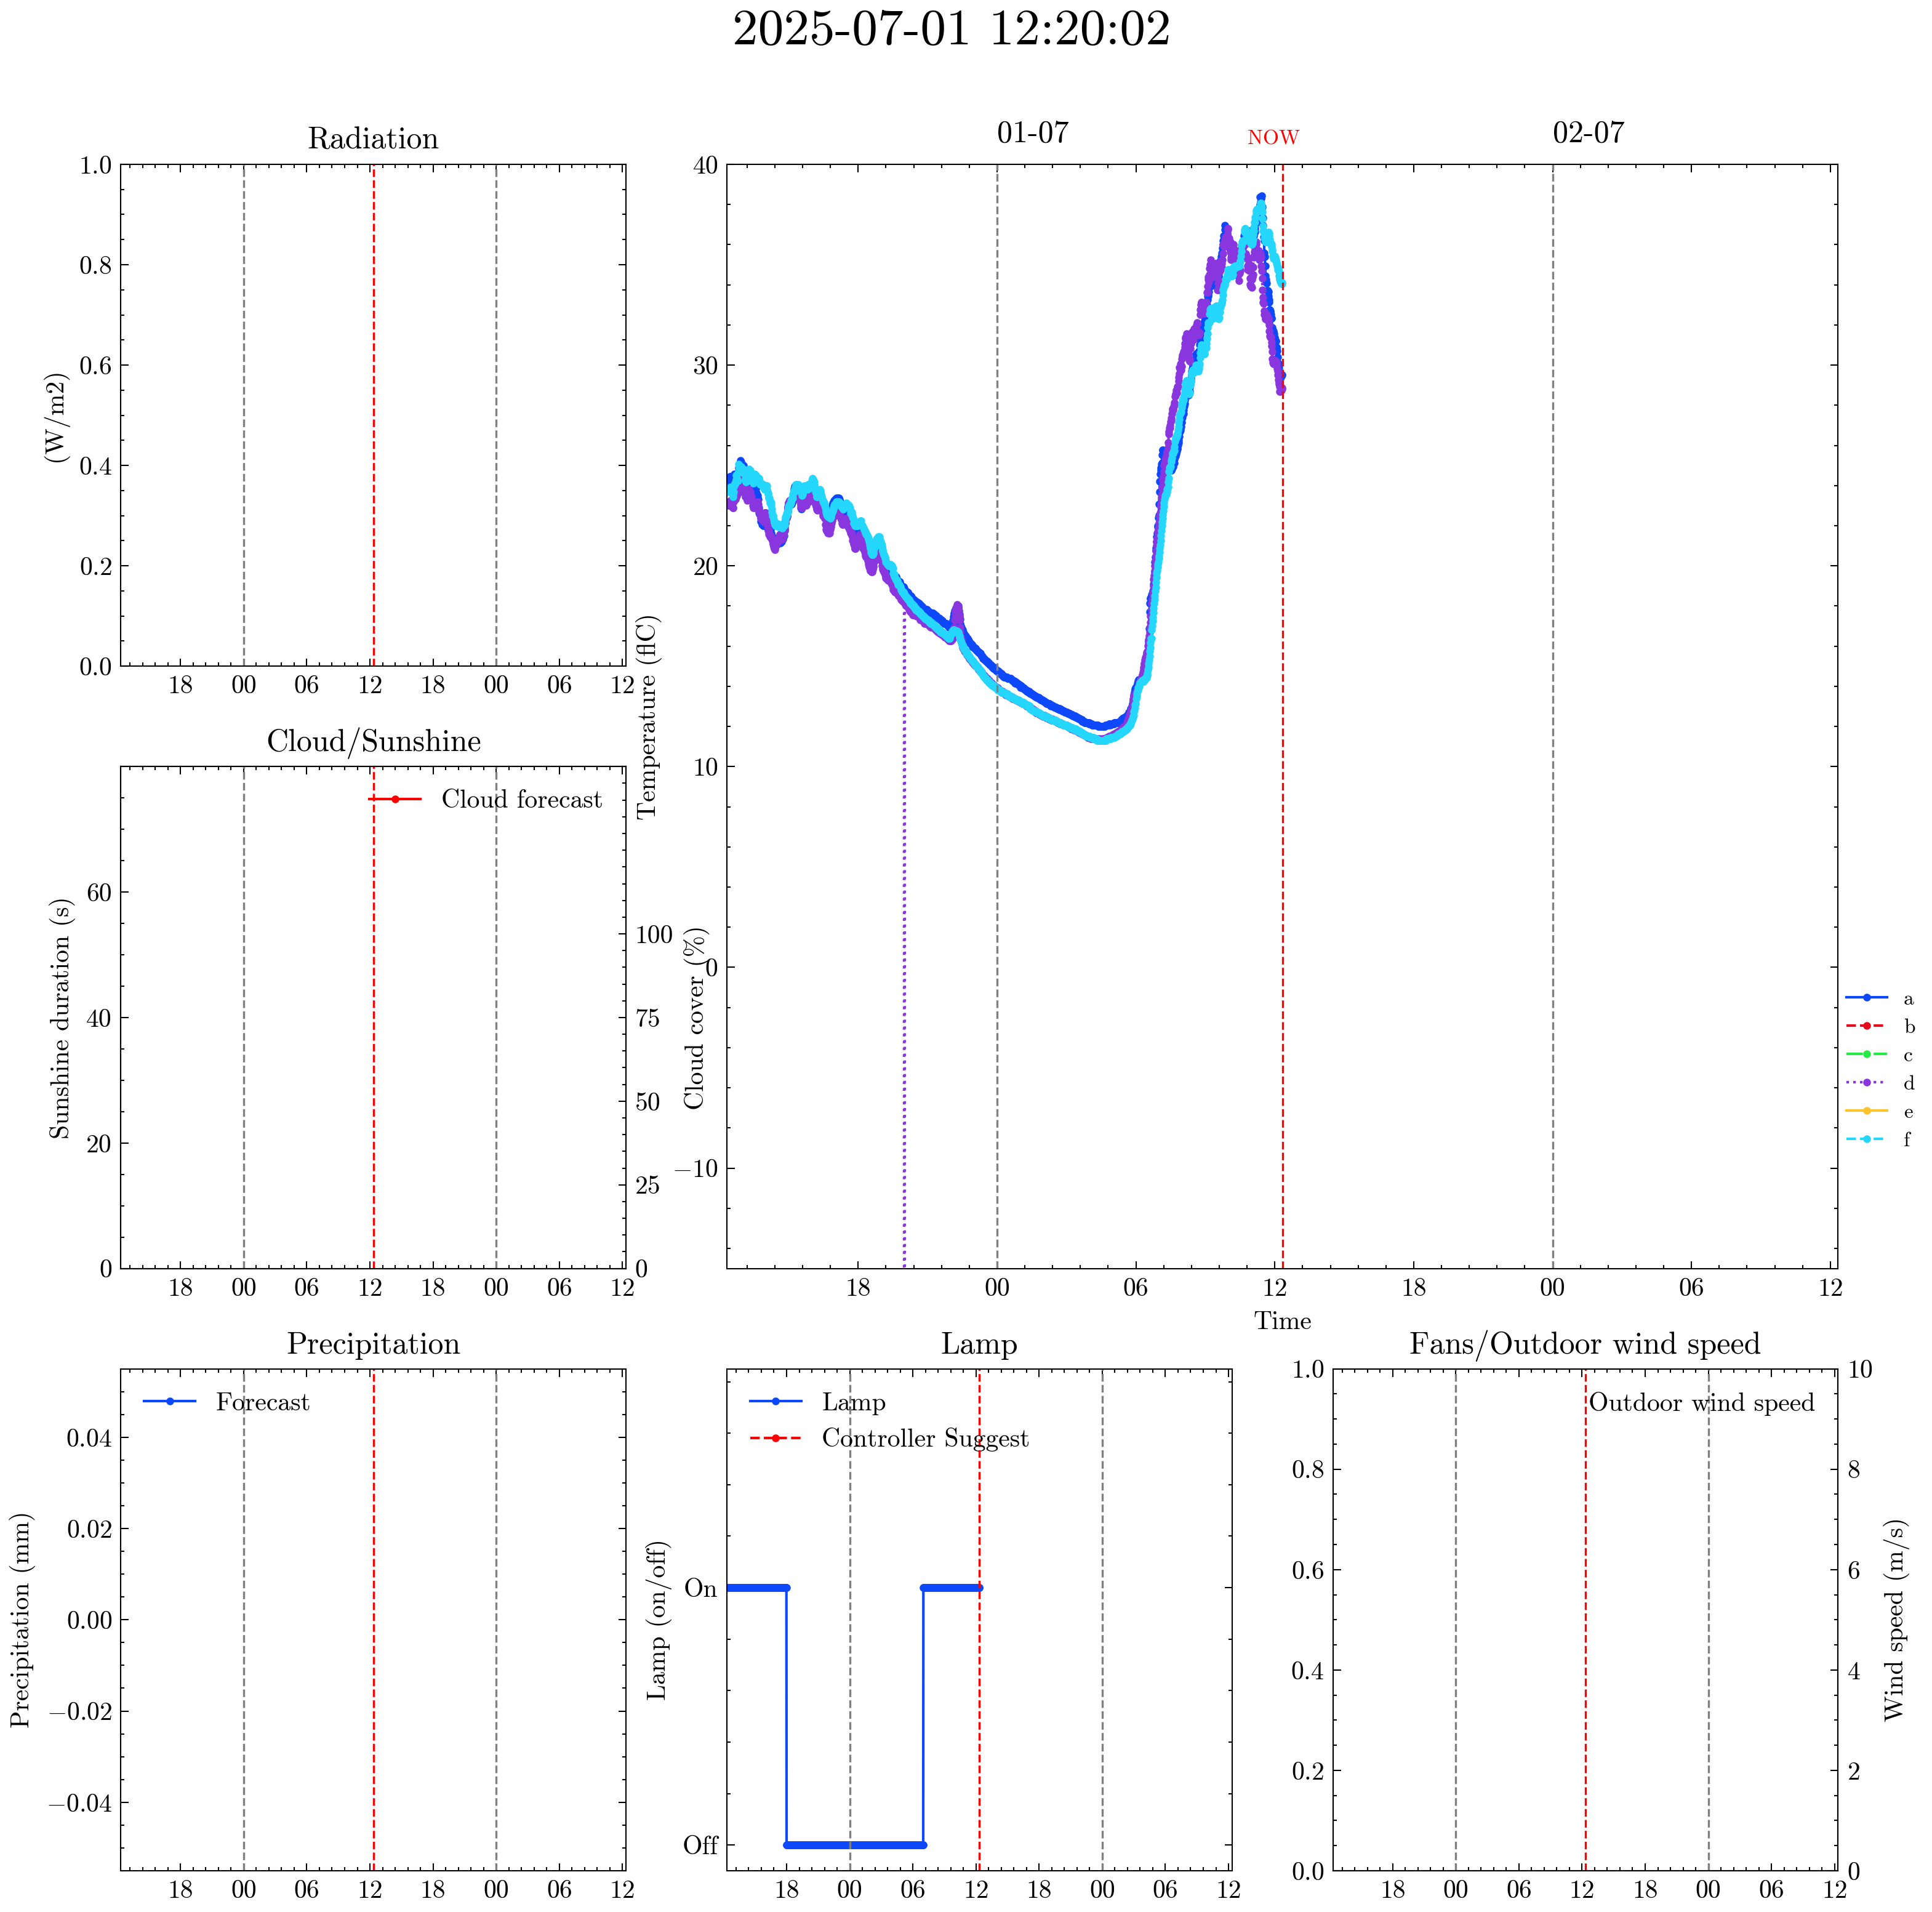 2025-07-01 12:20:02
Radiation
(W/m2)
1.0
0.8
0.6
0.4
0.2
0.0
18 00 06 12 18 00 06 12
01-07
NOW
02-07
Temperature (flC)
40
30
20
10
0
−10
18 00 06 12 18 00 06 12
Time
a
b
c
d
e
f
Cloud/Sunshine
Cloud forecast
Sunshine duration (s)
60
40
20
0
Cloud cover (%)
100
75
50
25
0
18 00 06 12 18 00 06 12
Precipitation
Forecast
Precipitation (mm)
0.04
0.02
0.00
−0.02
−0.04
18 00 06 12 18 00 06 12
Lamp
Lamp
Controller Suggest
Lamp (on/off)
On
Off
18 00 06 12 18 00 06 12
Fans/Outdoor wind speed
Outdoor wind speed
1.0
0.8
0.6
0.4
0.2
0.0
10
8
6
4
2
0
Wind speed (m/s)
18 00 06 12 18 00 06 12